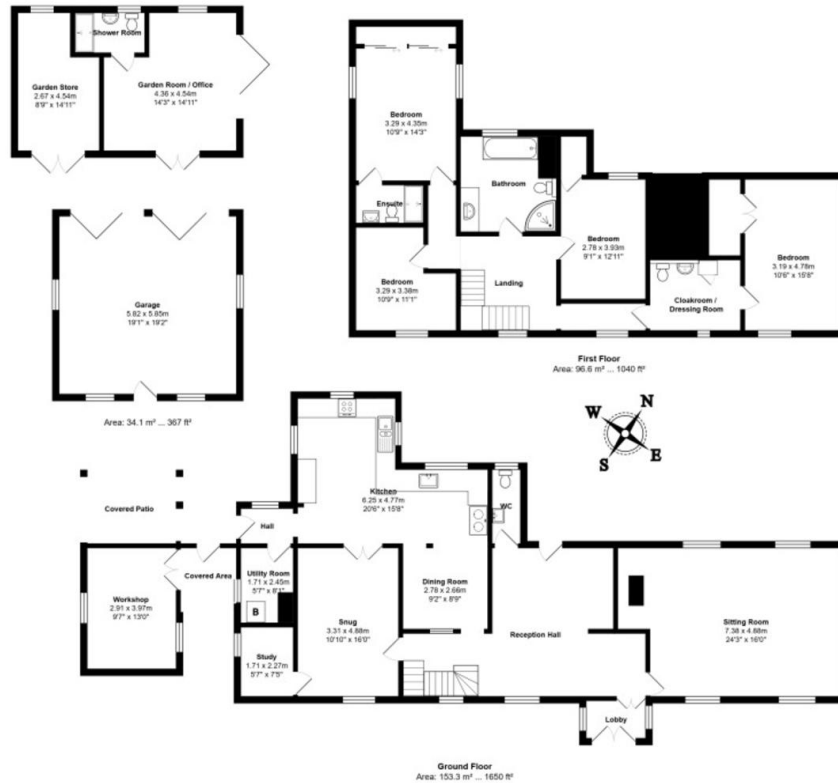 Shower Room
Garden Store
2.67 x 4.54m
8'9" x 14'11"
Garden Room / Office
4.36 x 4.54m
14'3" x 14'11"
Garage
5.82 x 5.85m
19'1" x 19'2"
Area: 34.1 m² ... 367 ft²
Bedroom
3.29 x 4.35m
10'9" x 14'3"
Bathroom
Ensuite
Bedroom
3.29 x 3.38m
10'9" x 11'1"
Landing
Bedroom
2.78 x 3.93m
9'1" x 12'11"
Cloakroom /
Dressing Room
Bedroom
3.19 x 4.78m
10'6" x 15'8"
First Floor
Area: 96.6 m² ... 1040 ft²
N
W
E
S
Covered Patio
Hall
Kitchen
6.25 x 4.77m
20'6" x 15'8"
WC
Covered Area
Workshop
2.91 x 3.97m
9'7" x 13'0"
Utility Room
1.71 x 2.45m
5'7" x 8'1"
B
Study
1.71 x 2.27m
5'7" x 7'5"
Snug
3.31 x 4.88m
10'10" x 16'0"
Dining Room
2.78 x 2.66m
9'2" x 8'9"
Reception Hall
Sitting Room
7.38 x 4.88m
24'3" x 16'0"
Lobby
Ground Floor
Area: 153.3 m² ... 1650 ft²